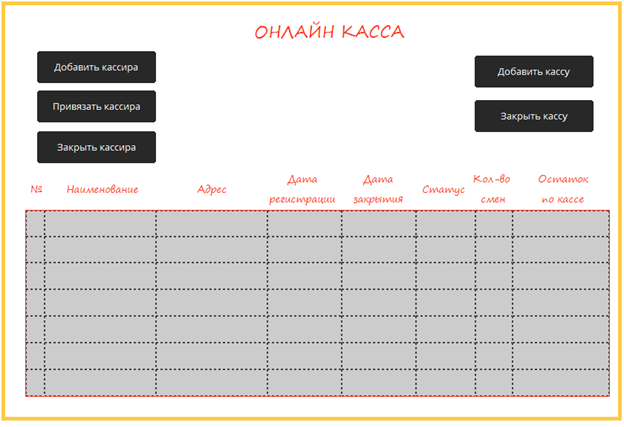 ОНЛАЙН КАССА
Добавить кассира
Привязать кассира
Закрыть кассира
Добавить кассу
Закрыть кассу
№ Наименование Адрес Дата регистрации Дата закрытия Статус Кол-во смен Остаток по кассе